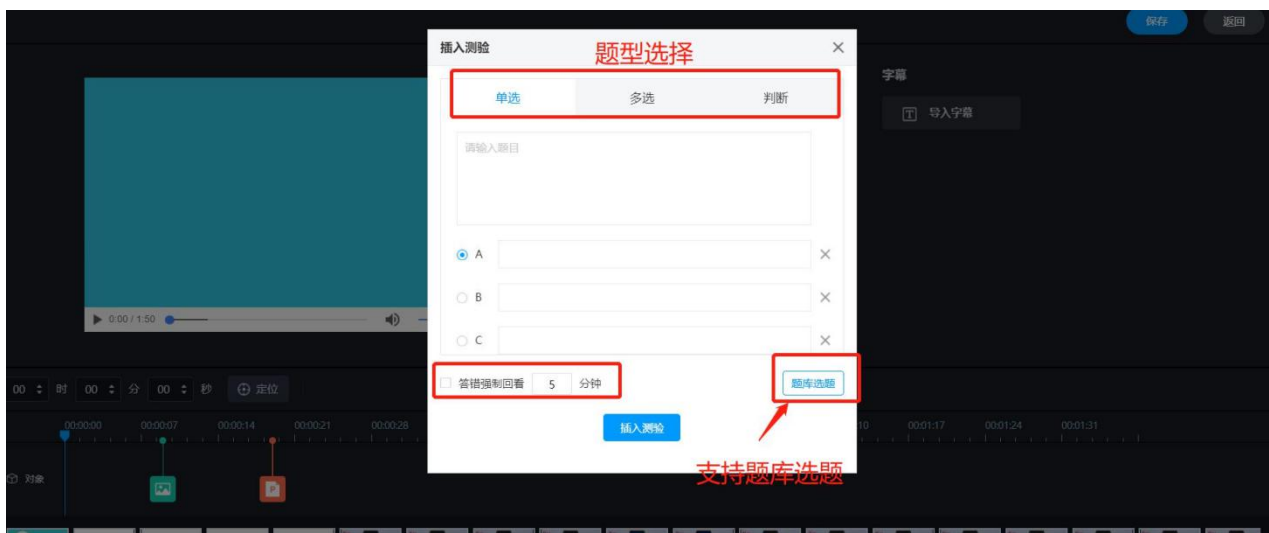 保存 返回
插入测验
题型选择
单选 多选 判断
字幕
导入字幕
请输入题目
A
B
C
0:00 / 1:50
答错强制回看 5 分钟
题库选题
00 时 00 分 00 秒 定位
插入测验
00:00:00 00:00:07 00:00:14 00:00:21 00:00:28 10 00:01:17 00:01:24 00:01:31
支持题库选题
对象
P